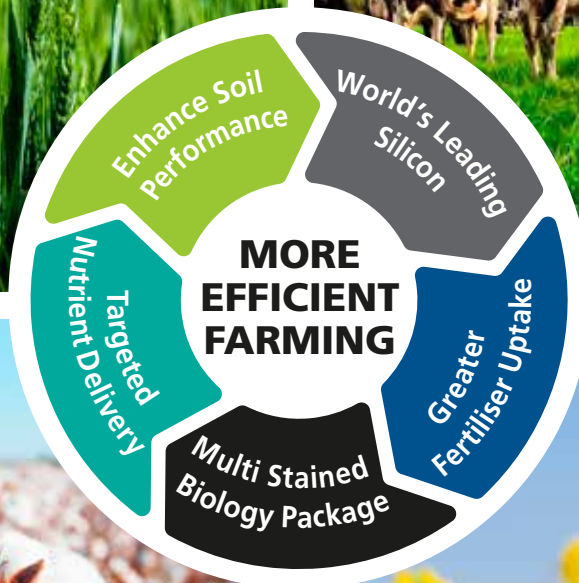 Enhance Soil
Performance
World's Leading
Silicon
Greater
Fertiliser Uptake
Multi Stained
Biology Package
Targeted
Nutrient Delivery
MORE
EFFICIENT
FARMING